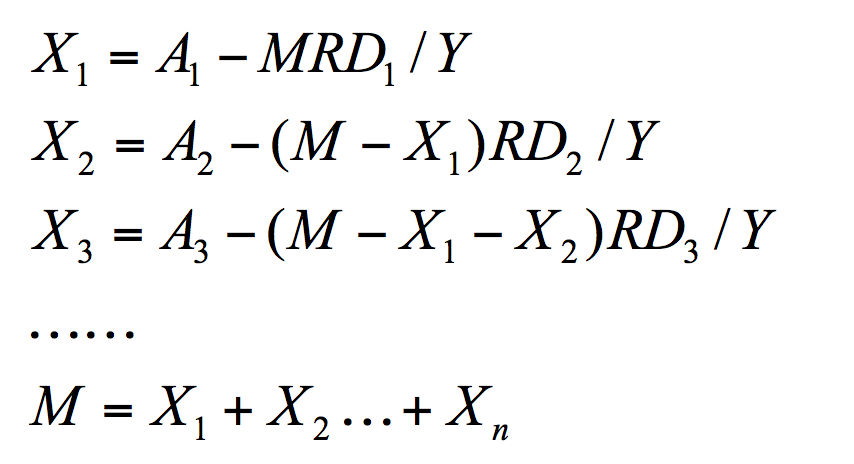 X₁ = A₁ − MRD₁ / Y
X₂ = A₂ − (M − X₁)RD₂ / Y
X₃ = A₃ − (M − X₁ − X₂)RD₃ / Y
……
M = X₁ + X₂ … + Xₙ